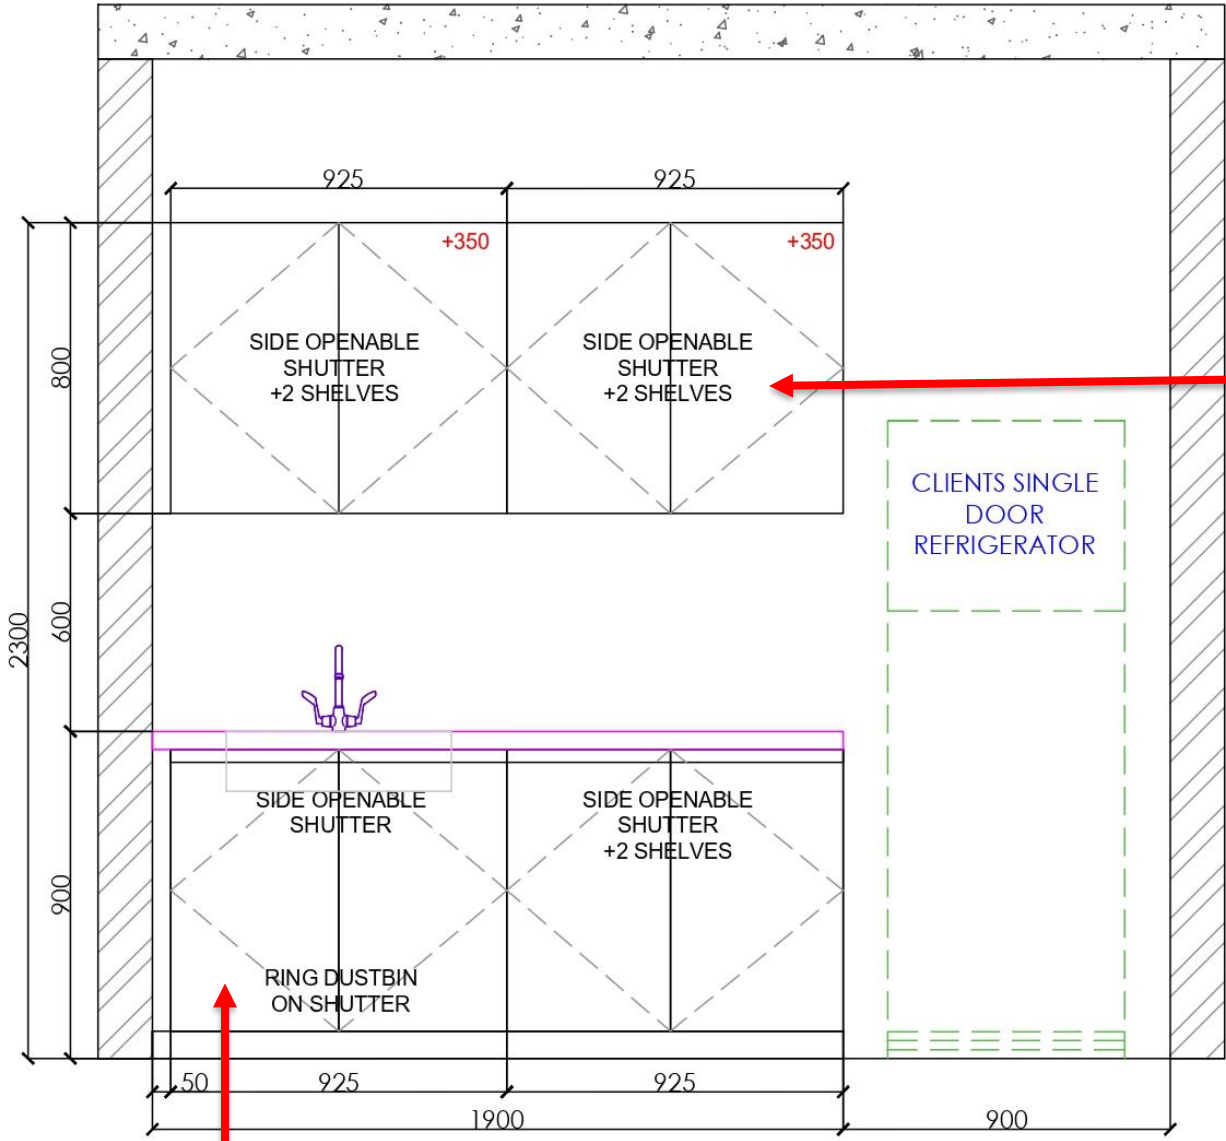 925
925
+350
+350
SIDE OPENABLE
SHUTTER
+2 SHELVES
SIDE OPENABLE
SHUTTER
+2 SHELVES
800
CLIENTS SINGLE
DOOR
REFRIGERATOR
600
2300
SIDE OPENABLE
SHUTTER
SIDE OPENABLE
SHUTTER
+2 SHELVES
900
RING DUSTBIN
ON SHUTTER
50
925
925
1900
900